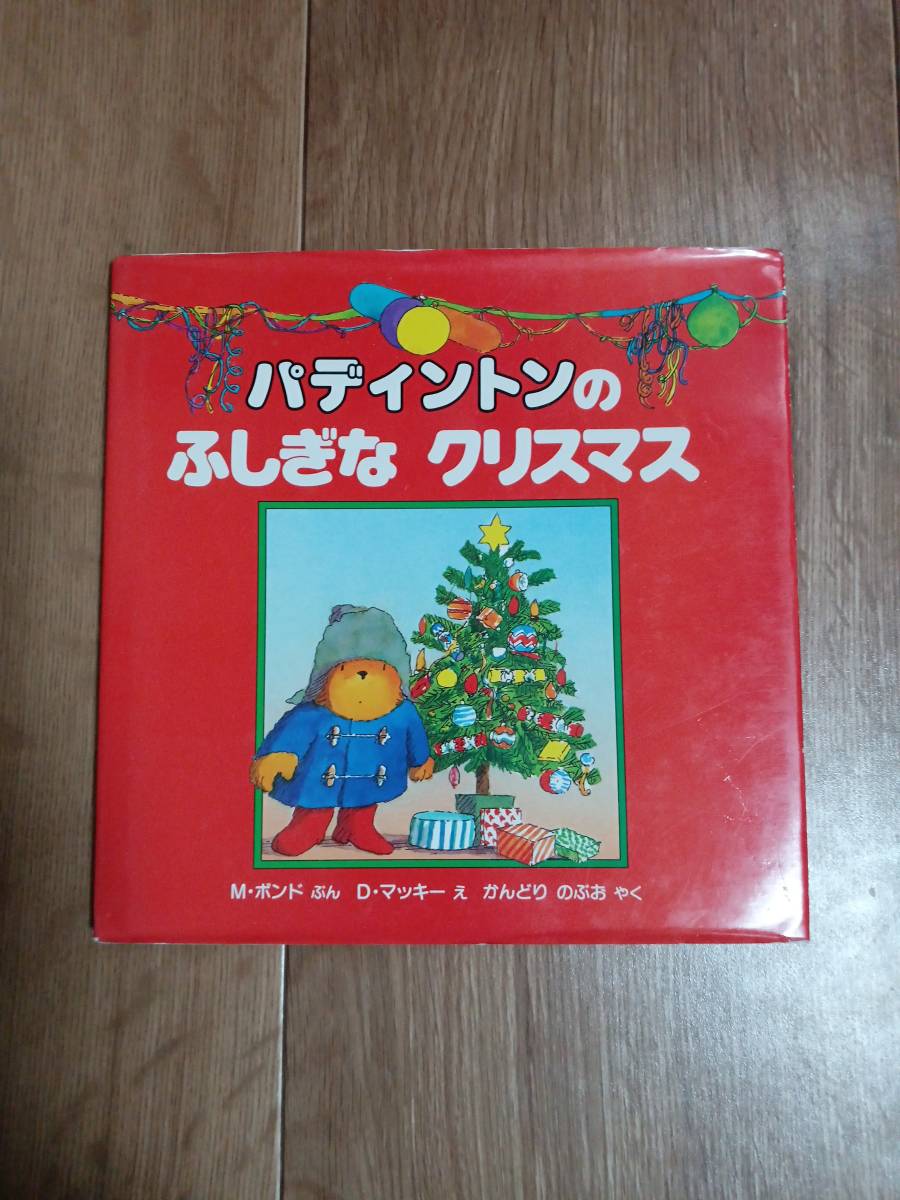 パディントンの
ふしぎな クリスマス
M・ボンド ぶん D・マッキー え かんどり のぶお やく